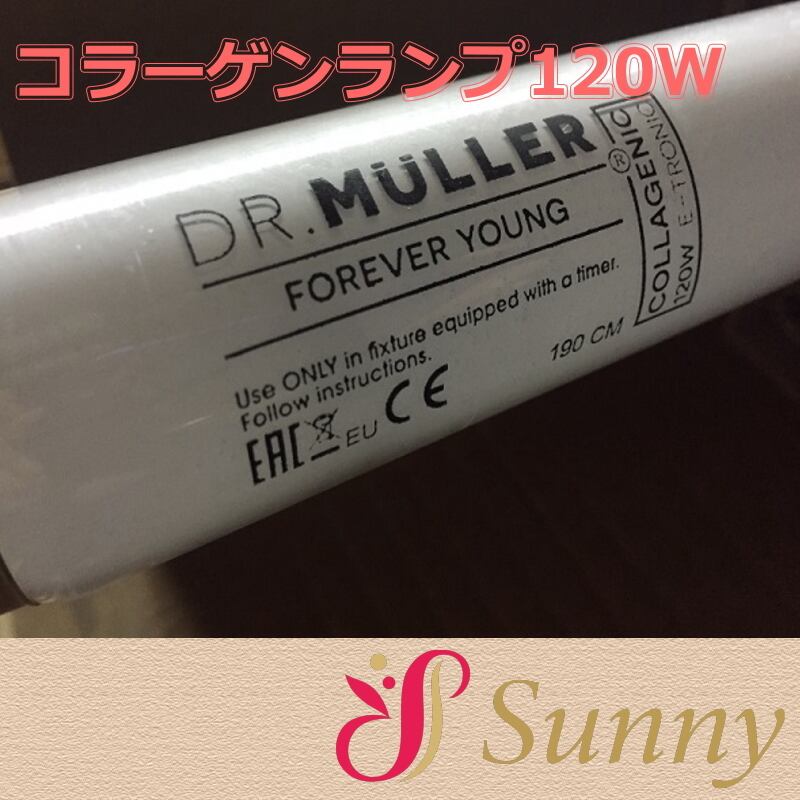 コラーゲンランプ120W
DR.MÜLLER®
FOREVER YOUNG
Use ONLY in fixture equipped with a timer.
Follow instructions.
190 CM
COLLAGENIC
120W E-TRONIC
EAC EU CE
Sunny